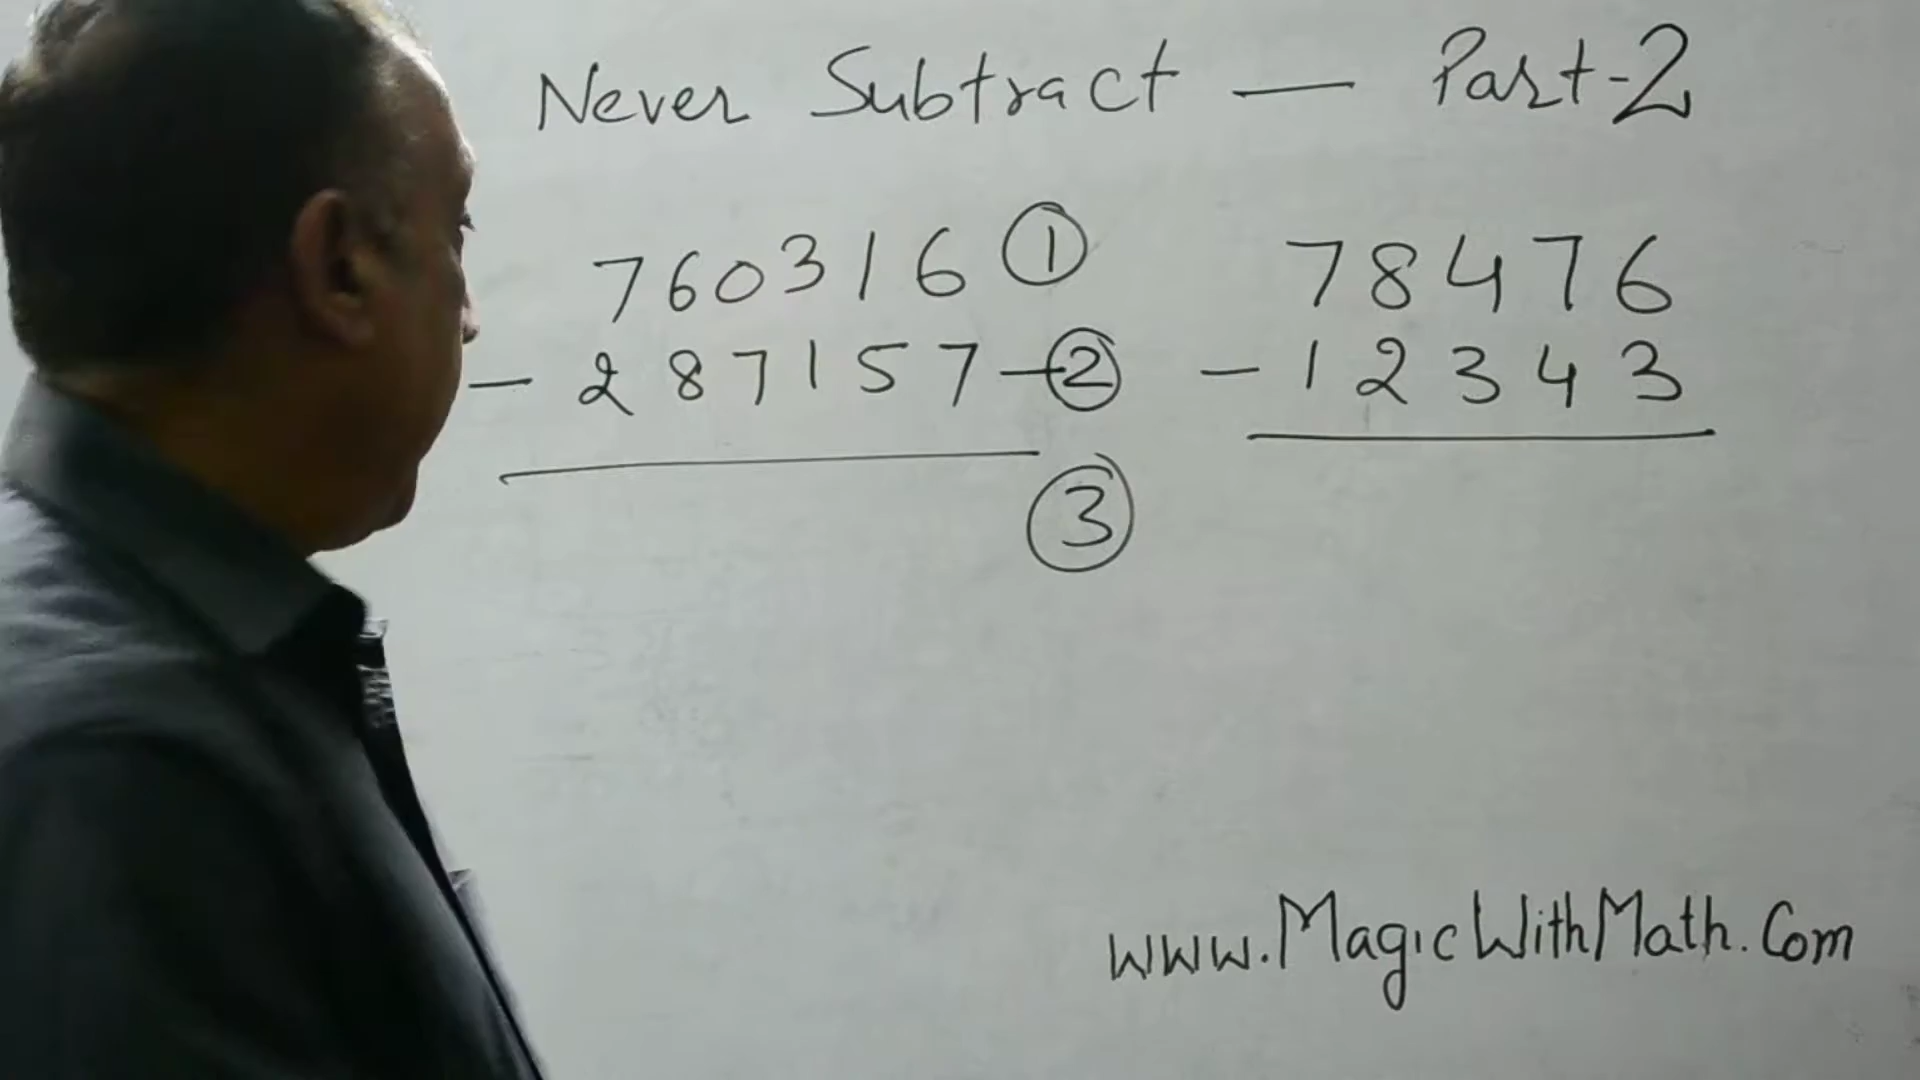 Never Subtract — Part-2
760316 ①
- 287157 - ②
③
78476
- 12343
www.MagicWithMath.Com